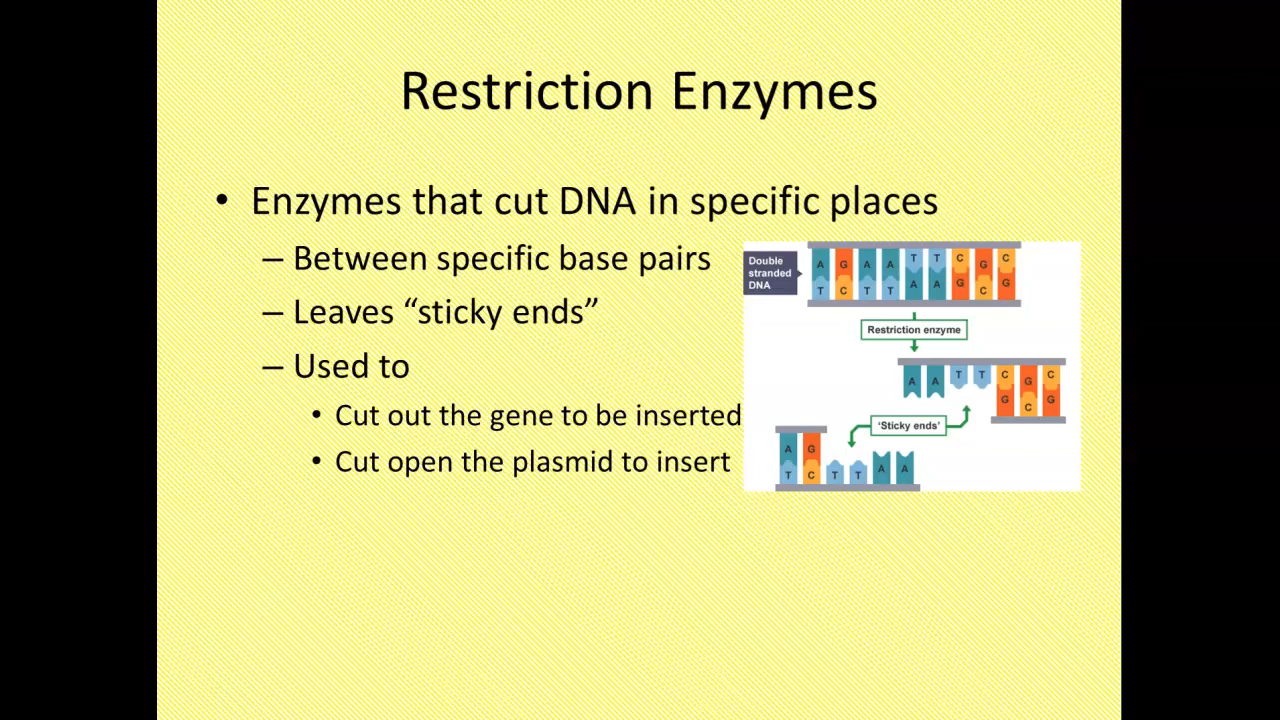 Restriction Enzymes
• Enzymes that cut DNA in specific places
– Between specific base pairs
– Leaves “sticky ends”
– Used to
• Cut out the gene to be inserted
• Cut open the plasmid to insert
Double
stranded
DNA
A G A A T T C G C
T C T T A A G C G
Restriction enzyme
A A T T C G C
G C G
‘Sticky ends’
A G
T C T T A A